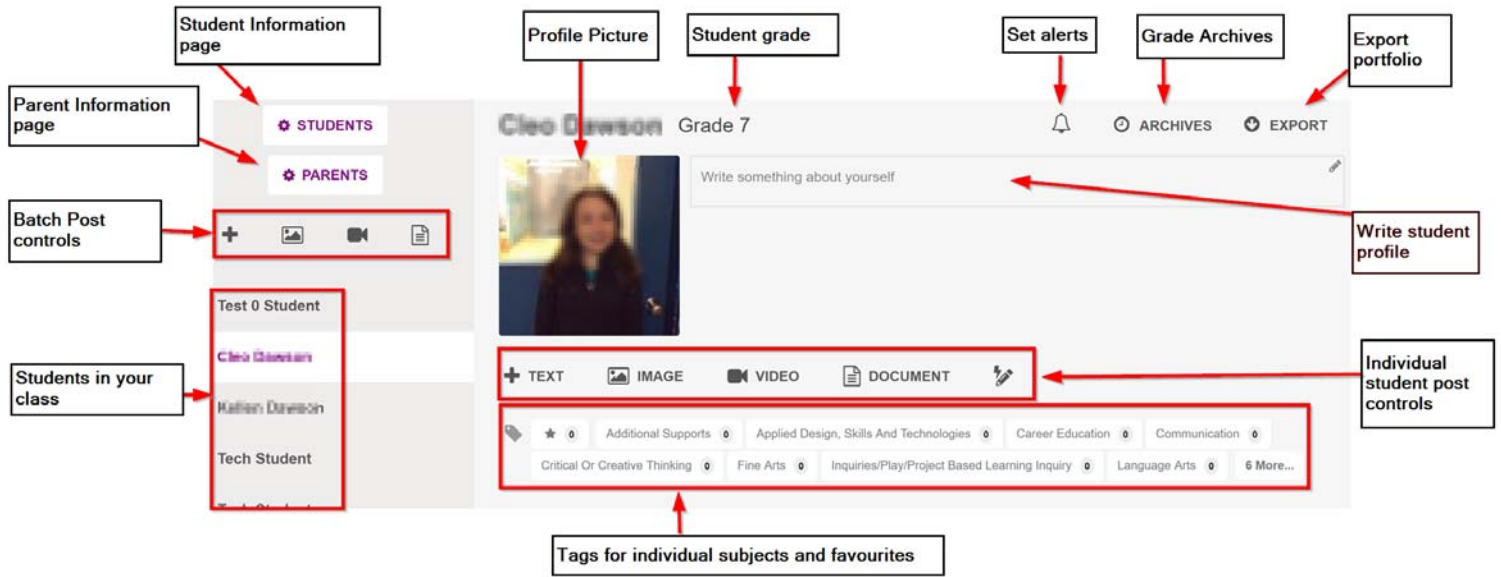 Student Information
page
Profile Picture
Student grade
Set alerts
Grade Archives
Export
portfolio
Parent Information
page
STUDENTS
Grade 7
ARCHIVES
EXPORT
PARENTS
Write something about yourself
Batch Post
controls
Write student
profile
Test 0 Student
Students in your
class
TEXT
IMAGE
VIDEO
DOCUMENT
Individual
student post
controls
Tech Student
0 Additional Supports 0 Applied Design, Skills And Technologies 0 Career Education 0 Communication 0
Critical Or Creative Thinking 0 Fine Arts 0 Inquiries/Play/Project Based Learning Inquiry 0 Language Arts 0 6 More...
Tags for individual subjects and favourites